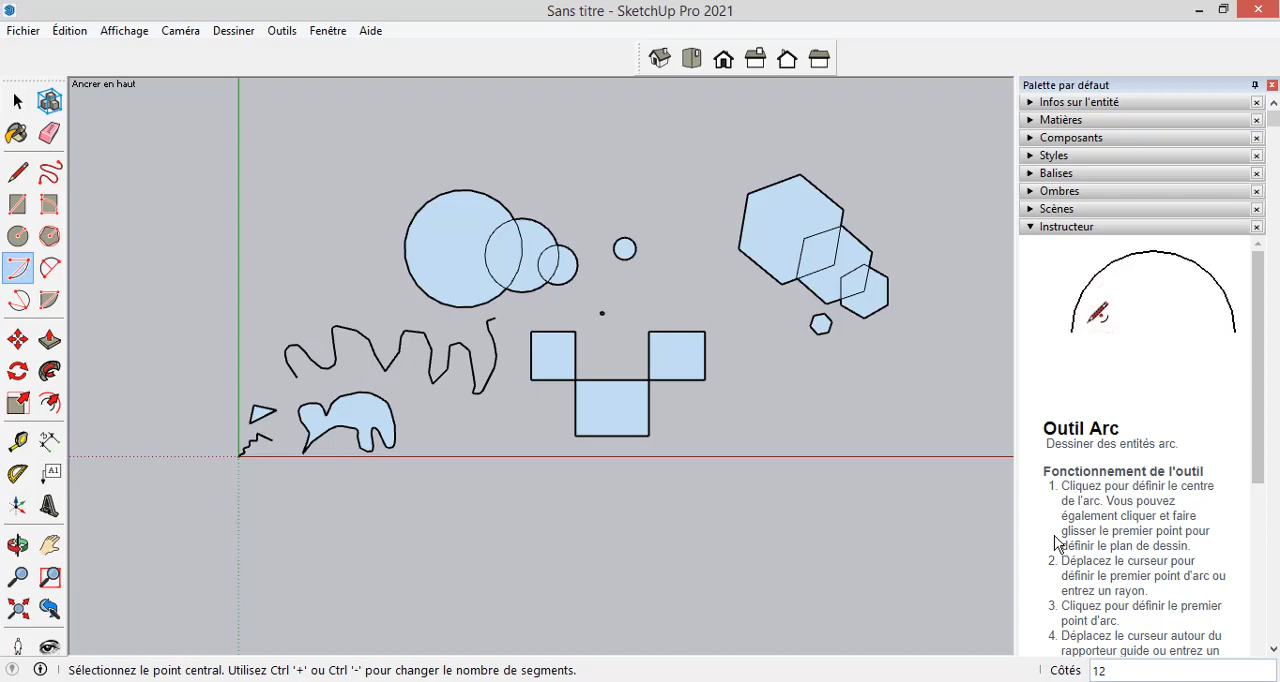 Sans titre - SketchUp Pro 2021
Fichier Édition Affichage Caméra Dessiner Outils Fenêtre Aide
Ancrer en haut
Palette par défaut
Infos sur l'entité
Matières
Composants
Styles
Balises
Ombres
Scènes
Instructeur
A1
Outil Arc
Dessiner des entités arc.
Fonctionnement de l'outil
1. Cliquez pour définir le centre
de l'arc. Vous pouvez
également cliquer et faire
glisser le premier point pour
définir le plan de dessin.
2. Déplacez le curseur pour
définir le premier point d'arc ou
entrez un rayon.
3. Cliquez pour définir le premier
point d'arc.
4. Déplacez le curseur autour du
rapporteur guide ou entrez un
Sélectionnez le point central. Utilisez Ctrl '+' ou Ctrl '-' pour changer le nombre de segments.
Côtés 12